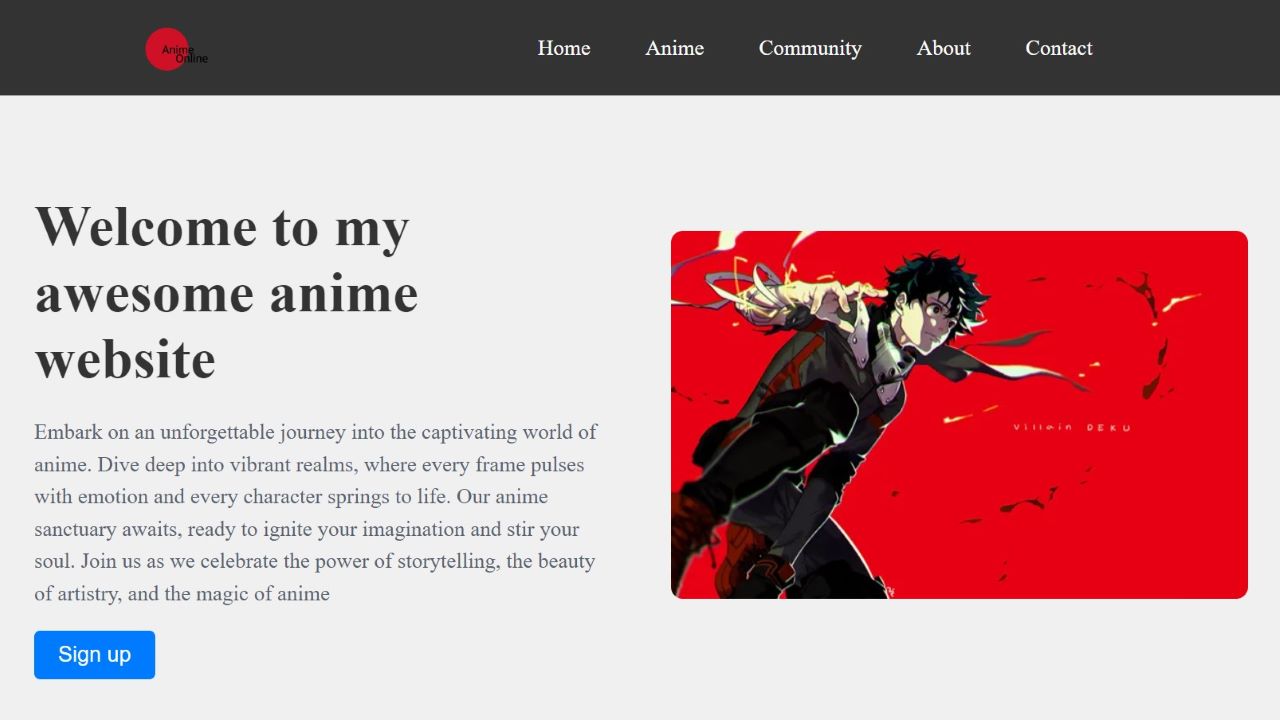 Anime
Online
Home Anime Community About Contact
Welcome to my
awesome anime
website
Embark on an unforgettable journey into the captivating world of
anime. Dive deep into vibrant realms, where every frame pulses
with emotion and every character springs to life. Our anime
sanctuary awaits, ready to ignite your imagination and stir your
soul. Join us as we celebrate the power of storytelling, the beauty
of artistry, and the magic of anime
Sign up
Villain DEKU